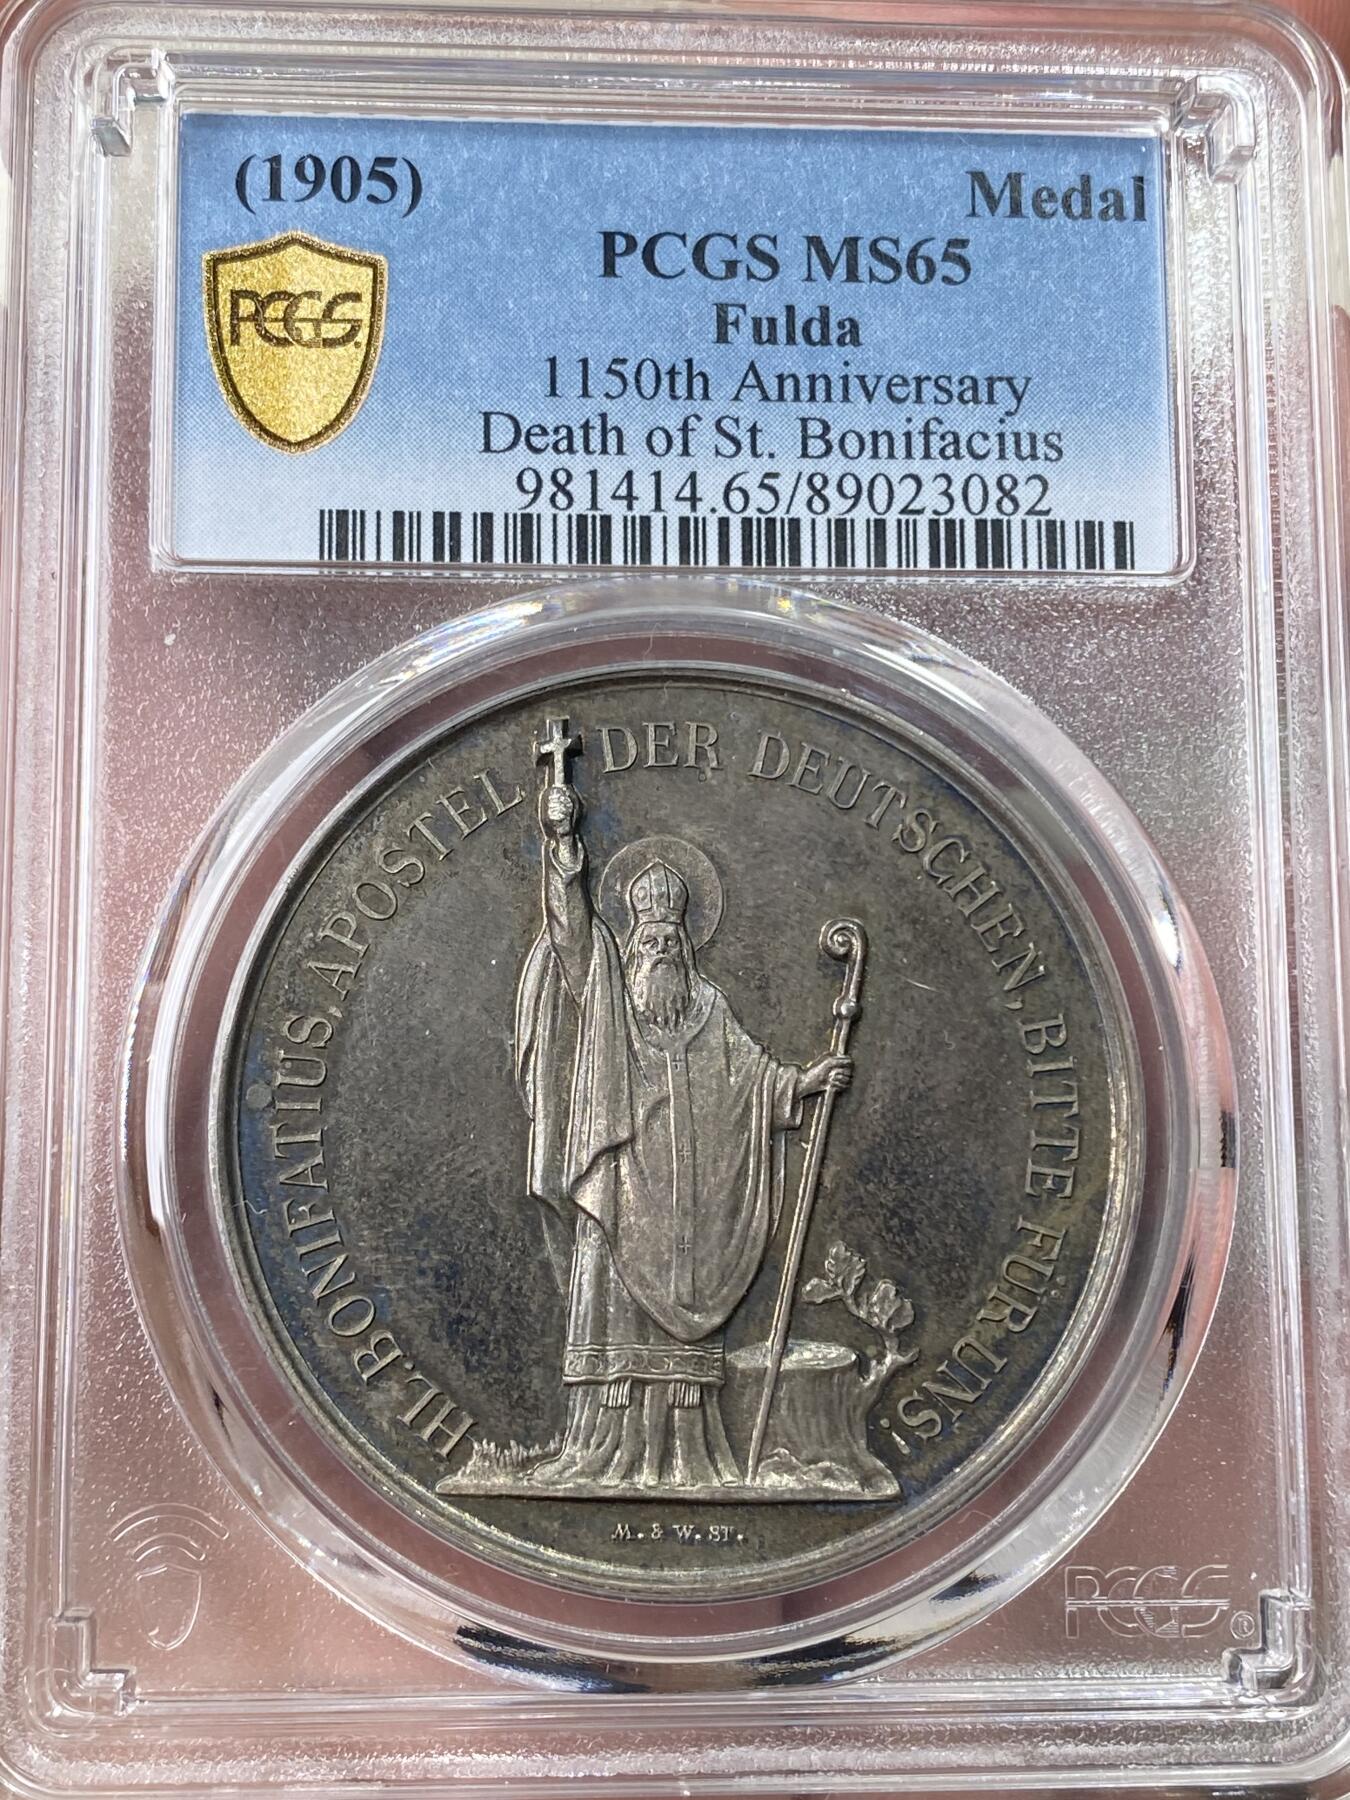 (1905)
Medal
PCGS MS65
PCGS
Fulda
1150th Anniversary
Death of St. Bonifacius
981414.65/89023082
HL. BONIFATIUS, APOSTEL DER DEUTSCHEN, BITTE FÜR UNS!
M. & W. ST.
PCGS®